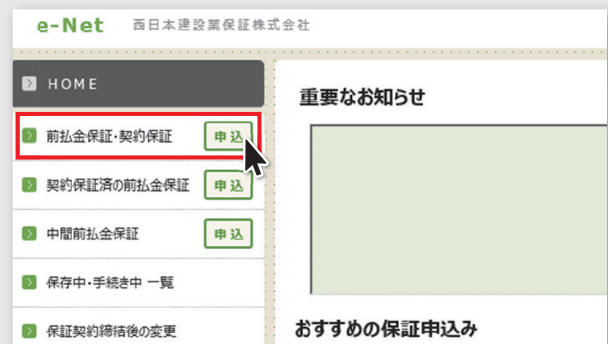 e-Net 西日本建設業保証株式会社
HOME
重要なお知らせ
前払金保証・契約保証 申込
契約保証済の前払金保証 申込
中間前払金保証 申込
保存中・手続き中 一覧
おすすめの保証申込み
保証契約締結後の変更